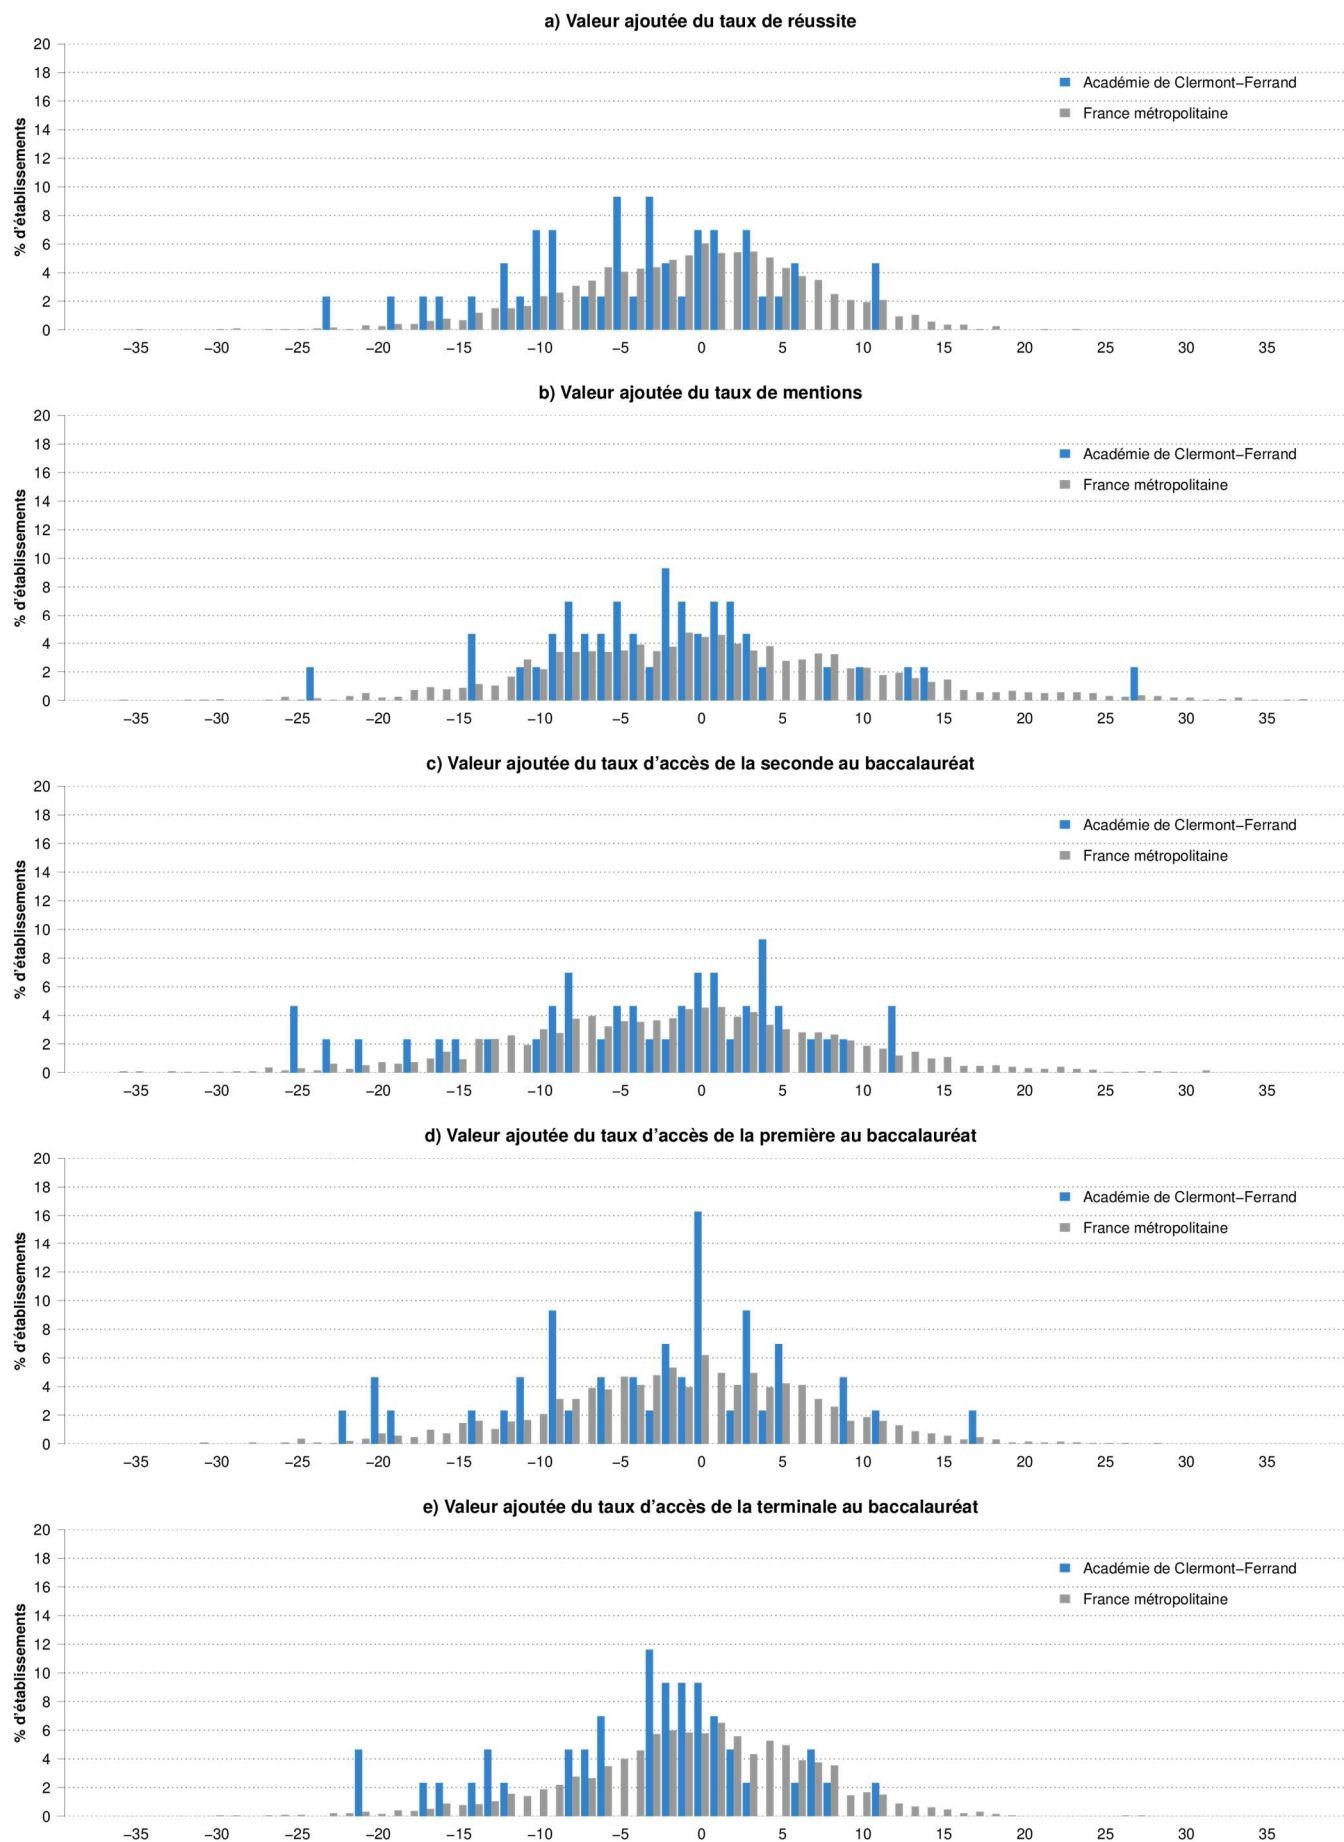 a) Valeur ajoutée du taux de réussite
20
18
16
14
12
10
8
6
4
2
0
% d'établissements
Académie de Clermont−Ferrand
France métropolitaine
−35 −30 −25 −20 −15 −10 −5 0 5 10 15 20 25 30 35
b) Valeur ajoutée du taux de mentions
20
18
16
14
12
10
8
6
4
2
0
% d'établissements
Académie de Clermont−Ferrand
France métropolitaine
−35 −30 −25 −20 −15 −10 −5 0 5 10 15 20 25 30 35
c) Valeur ajoutée du taux d'accès de la seconde au baccalauréat
20
18
16
14
12
10
8
6
4
2
0
% d'établissements
Académie de Clermont−Ferrand
France métropolitaine
−35 −30 −25 −20 −15 −10 −5 0 5 10 15 20 25 30 35
d) Valeur ajoutée du taux d'accès de la première au baccalauréat
20
18
16
14
12
10
8
6
4
2
0
% d'établissements
Académie de Clermont−Ferrand
France métropolitaine
−35 −30 −25 −20 −15 −10 −5 0 5 10 15 20 25 30 35
e) Valeur ajoutée du taux d'accès de la terminale au baccalauréat
20
18
16
14
12
10
8
6
4
2
0
% d'établissements
Académie de Clermont−Ferrand
France métropolitaine
−35 −30 −25 −20 −15 −10 −5 0 5 10 15 20 25 30 35